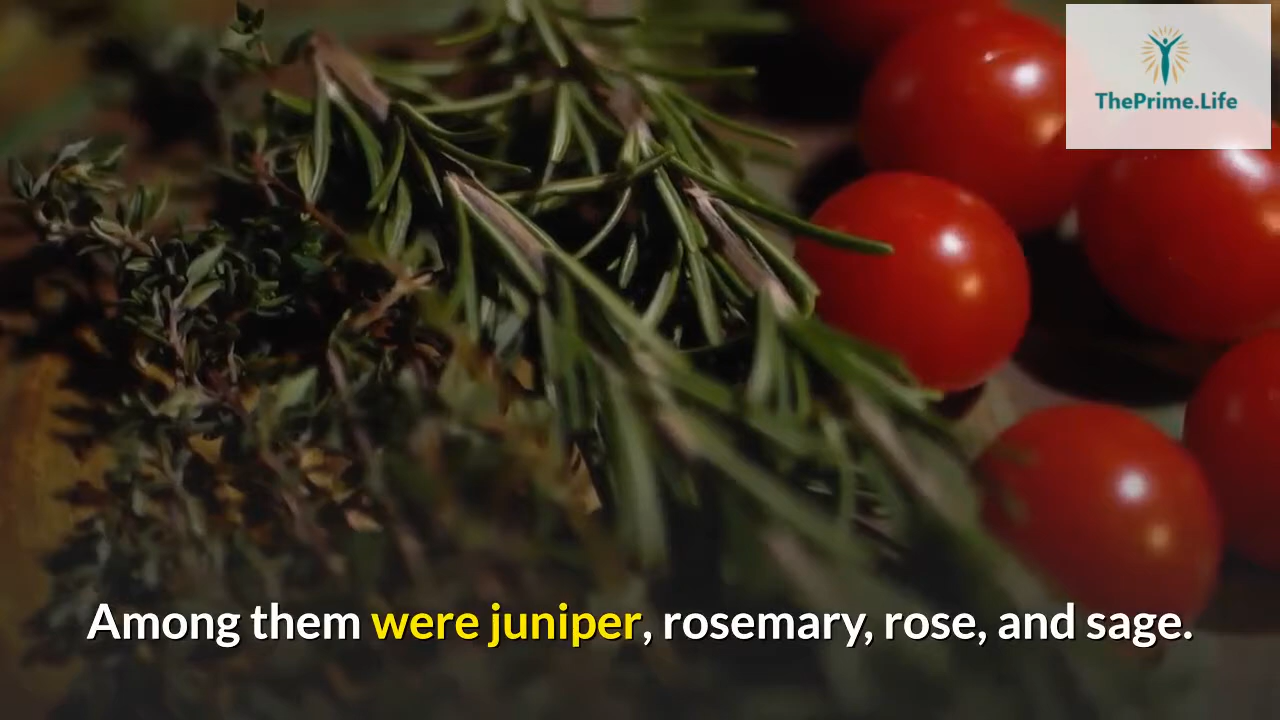 ThePrime.Life
Among them were juniper, rosemary, rose, and sage.